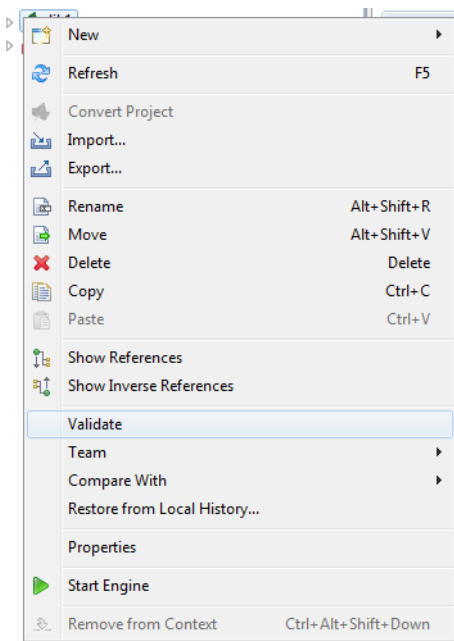 New
Refresh F5
Convert Project
Import...
Export...
Rename Alt+Shift+R
Move Alt+Shift+V
Delete Delete
Copy Ctrl+C
Paste Ctrl+V
Show References
Show Inverse References
Validate
Team
Compare With
Restore from Local History...
Properties
Start Engine
Remove from Context Ctrl+Alt+Shift+Down